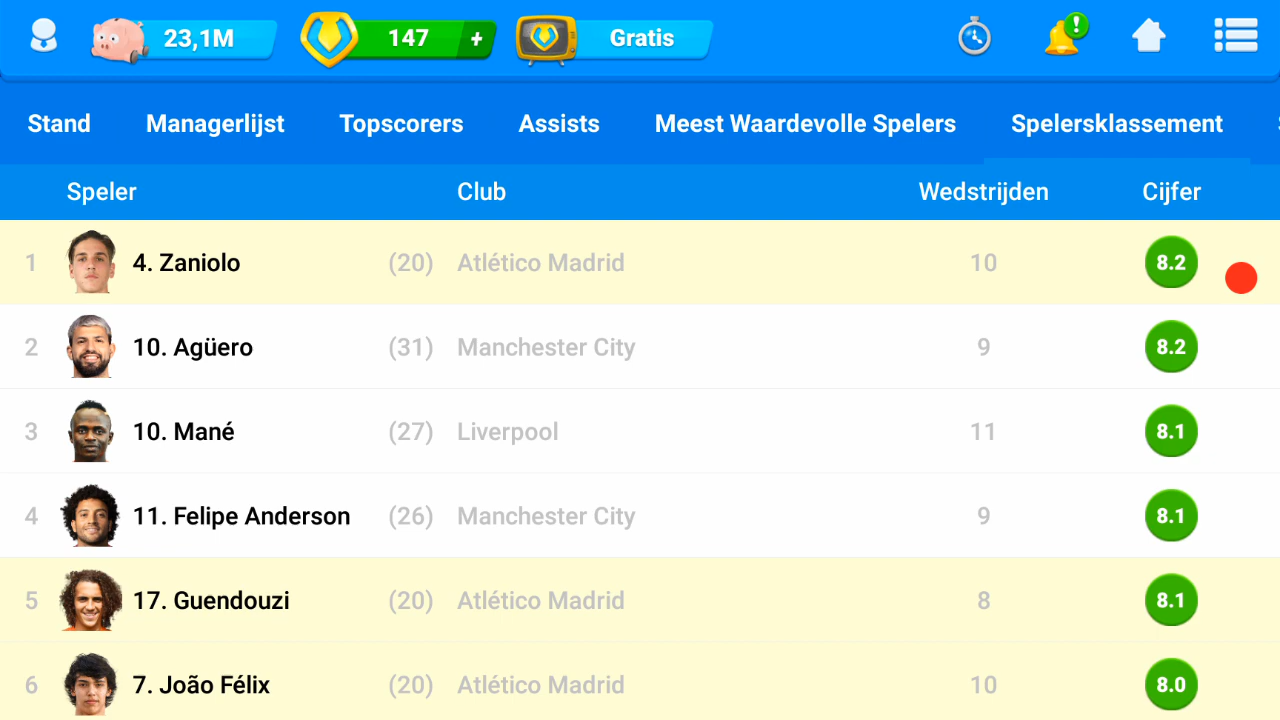 23,1M 147 + Gratis !
Stand Managerlijst Topscorers Assists Meest Waardevolle Spelers Spelersklassement
Speler Club Wedstrijden Cijfer
1 4. Zaniolo (20) Atlético Madrid 10 8.2
2 10. Agüero (31) Manchester City 9 8.2
3 10. Mané (27) Liverpool 11 8.1
4 11. Felipe Anderson (26) Manchester City 9 8.1
5 17. Guendouzi (20) Atlético Madrid 8 8.1
6 7. João Félix (20) Atlético Madrid 10 8.0